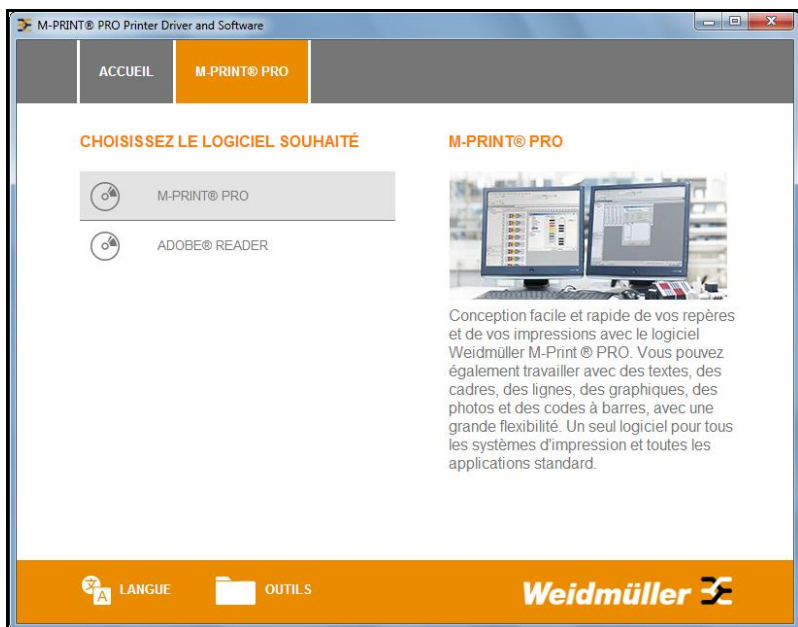 M-PRINT® PRO Printer Driver and Software
ACCUEIL
M-PRINT® PRO
CHOISISSEZ LE LOGICIEL SOUHAITÉ
M-PRINT® PRO
ADOBE® READER
M-PRINT® PRO
Conception facile et rapide de vos repères
et de vos impressions avec le logiciel
Weidmüller M-Print ® PRO. Vous pouvez
également travailler avec des textes, des
cadres, des lignes, des graphiques, des
photos et des codes à barres, avec une
grande flexibilité. Un seul logiciel pour tous
les systèmes d'impression et toutes les
applications standard.
LANGUE
OUTILS
Weidmüller